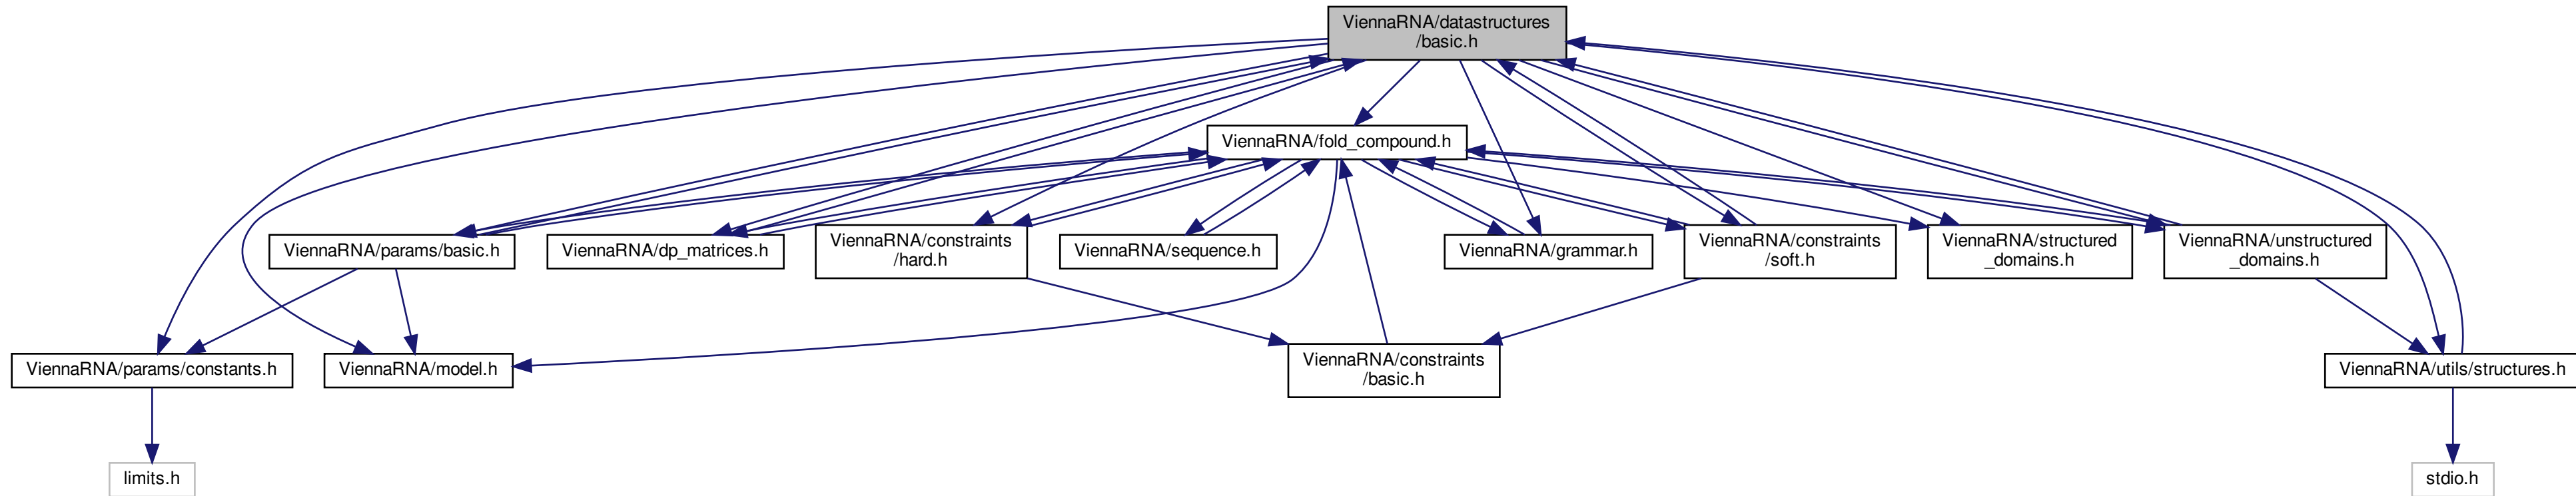 ViennaRNA/datastructures
/basic.h
ViennaRNA/fold_compound.h
ViennaRNA/params/basic.h
ViennaRNA/dp_matrices.h
ViennaRNA/constraints
/hard.h
ViennaRNA/sequence.h
ViennaRNA/grammar.h
ViennaRNA/constraints
/soft.h
ViennaRNA/structured
_domains.h
ViennaRNA/unstructured
_domains.h
ViennaRNA/params/constants.h
ViennaRNA/model.h
ViennaRNA/constraints
/basic.h
ViennaRNA/utils/structures.h
limits.h
stdio.h